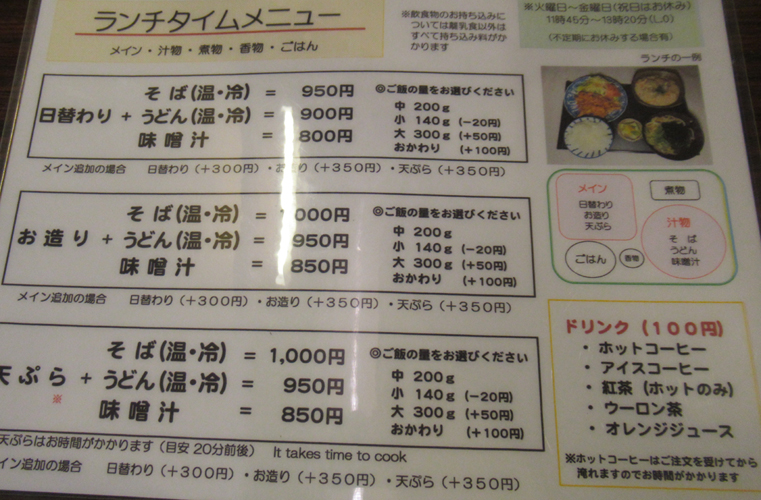 ランチタイムメニュー
メイン・汁物・煮物・香物・ごはん
※飲食物のお持ち込みに
ついては離乳食以外は
すべて持ち込み料がか
かります
※火曜日～金曜日(祝日はお休み)
11時45分～13時20分(L.O)
(不定期にお休みする場合有)
ランチの一例
日替わり +
そば(温・冷) = 950円
うどん(温・冷) = 900円
味噌汁 = 800円
◎ご飯の量をお選びください
中 200g
小 140g (-20円)
大 300g (+50円)
おかわり (+100円)
メイン追加の場合 日替わり(+300円)・お造り(+350円)・天ぷら(+350円)
お造り +
そば(温・冷) = 1,000円
うどん(温・冷) = 950円
味噌汁 = 850円
◎ご飯の量をお選びください
中 200g
小 140g (-20円)
大 300g (+50円)
おかわり (+100円)
メイン追加の場合 日替わり(+300円)・お造り(+350円)・天ぷら(+350円)
天ぷら +
※
そば(温・冷) = 1,000円
うどん(温・冷) = 950円
味噌汁 = 850円
◎ご飯の量をお選びください
中 200g
小 140g (-20円)
大 300g (+50円)
おかわり (+100円)
天ぷらはお時間がかかります(目安 20分前後) It takes time to cook
イン追加の場合 日替わり(+300円)・お造り(+350円)・天ぷら(+350円)
メイン
日替わり
お造り
天ぷら
煮物
汁物
そば
うどん
味噌汁
ごはん
香物
ドリンク(100円)
・ホットコーヒー
・アイスコーヒー
・紅茶(ホットのみ)
・ウーロン茶
・オレンジジュース
※ホットコーヒーはご注文を受けてから
淹れますのでお時間がかかります